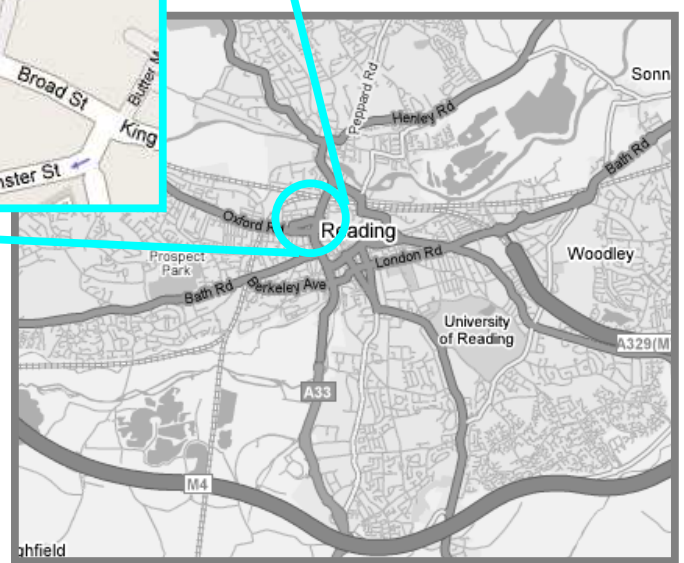 Broad St
Butter M
King
nster St
Sonn
Peppard Rd
Henley Rd
Bath Rd
Oxford Rd
Reading
London Rd
Woodley
Prospect
Park
Bath Rd
Berkeley Ave
University
of Reading
A329(M
A33
M4
ghfield